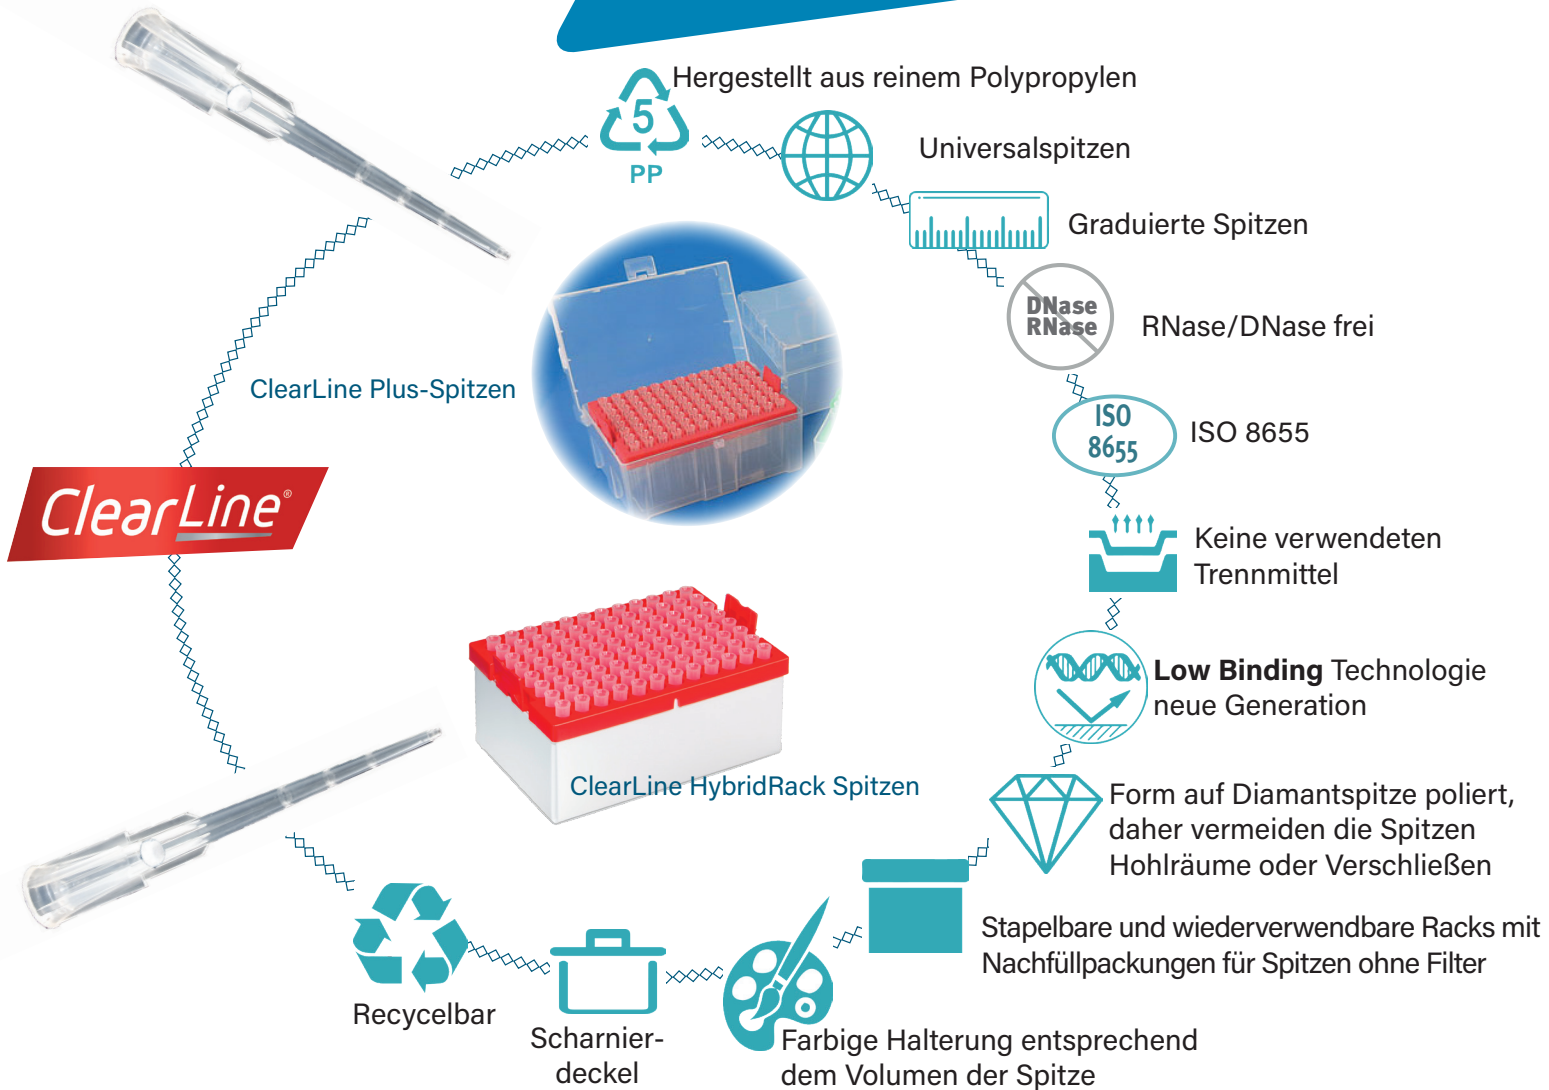 Hergestellt aus reinem Polypropylen
5
PP
Universalspitzen
Graduierte Spitzen
DNase
RNase
RNase/DNase frei
ClearLine Plus-Spitzen
ISO
8655
ISO 8655
ClearLine®
Keine verwendeten
Trennmittel
Low Binding Technologie
neue Generation
ClearLine HybridRack Spitzen
Form auf Diamantspitze poliert,
daher vermeiden die Spitzen
Hohlräume oder Verschließen
Stapelbare und wiederverwendbare Racks mit
Nachfüllpackungen für Spitzen ohne Filter
Recycelbar
Scharnier-
deckel
Farbige Halterung entsprechend
dem Volumen der Spitze